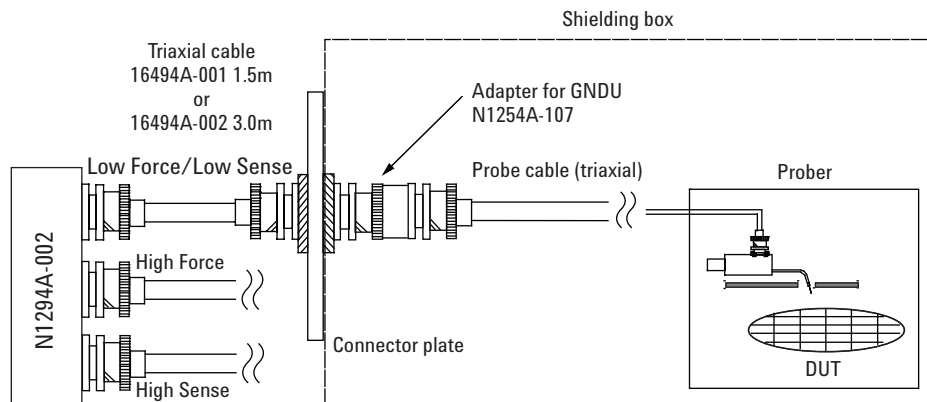 Shielding box
Triaxial cable
16494A-001 1.5m
or
16494A-002 3.0m
Adapter for GNDU
N1254A-107
Low Force/Low Sense
Probe cable (triaxial)
Prober
N1294A-002
High Force
Connector plate
High Sense
DUT